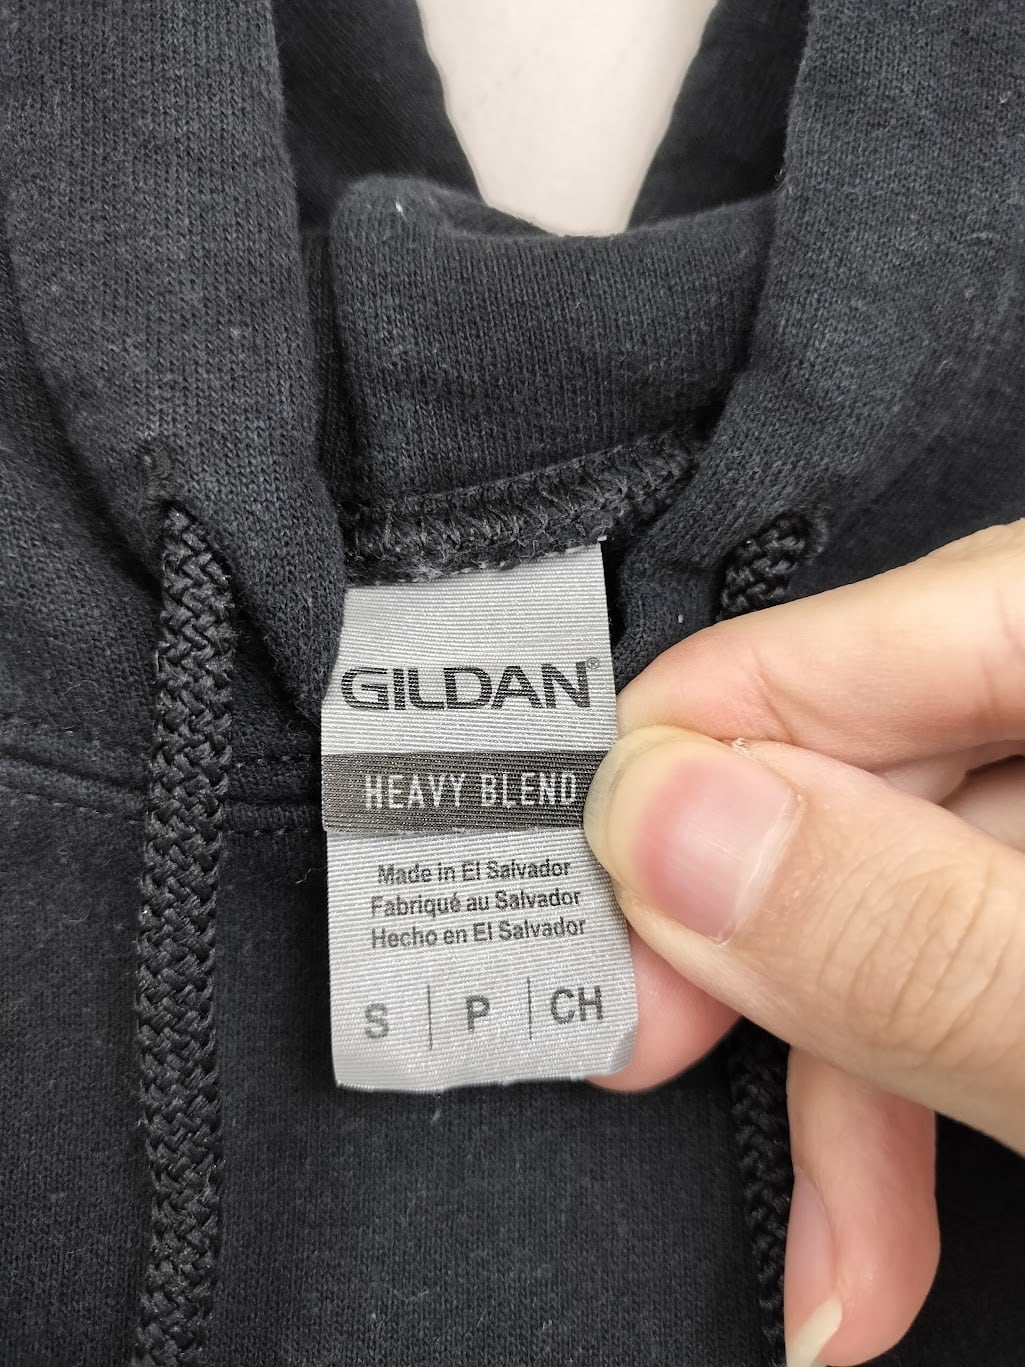 GILDAN®
HEAVY BLEND
Made in El Salvador
Fabriqué au Salvador
Hecho en El Salvador
S | P | CH